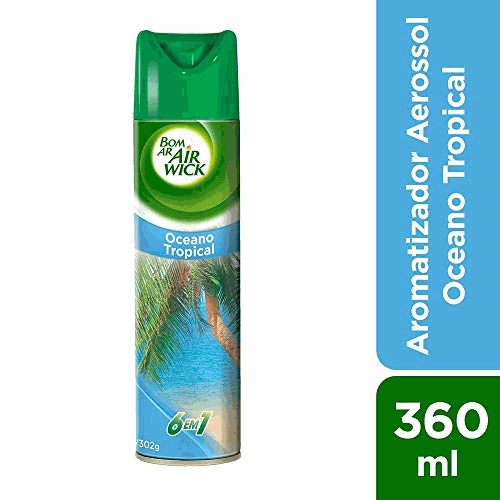 BOM
AR AIR
WICK
Oceano
Tropical
6 EM 1
/302g
Aromatizador Aerossol
Oceano Tropical
360
ml